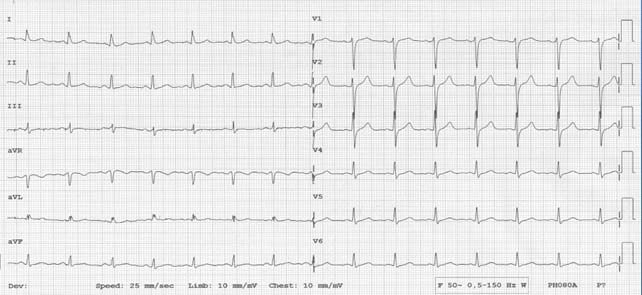 I V1
II V2
III V3
aVR V4
aVL V5
aVF V6
Dev: Speed: 25 mm/sec Limb: 10 mm/mV Chest: 10 mm/mV F 50~ 0,5-150 Hz W PH080A P?